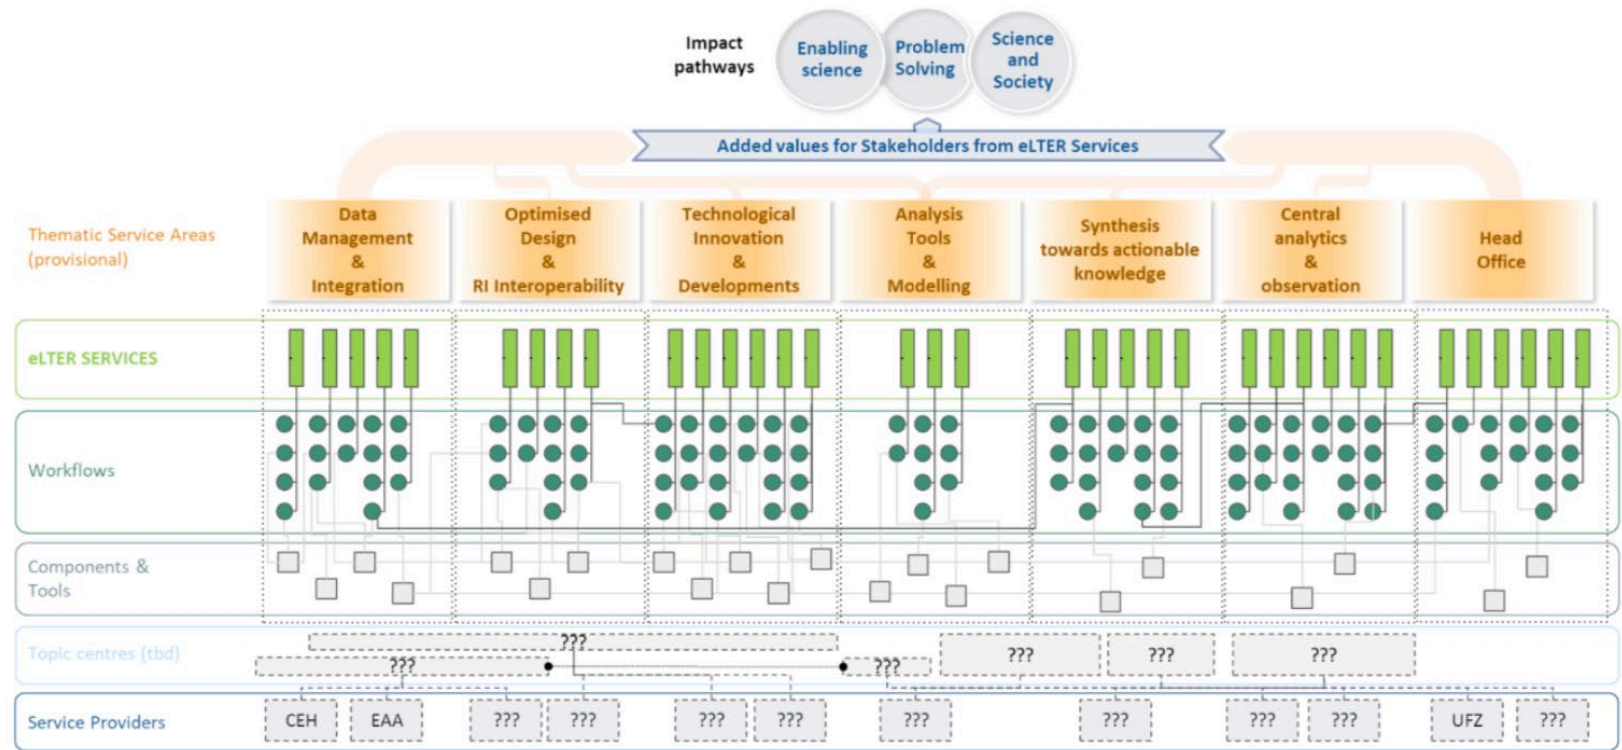 Impact
pathways
Enabling
science
Problem
Solving
Science
and
Society
Added values for Stakeholders from eLTER Services
Thematic Service Areas
(provisional)
Data
Management
&
Integration
Optimised
Design
&
RI Interoperability
Technological
Innovation
&
Developments
Analysis
Tools
&
Modelling
Synthesis
towards actionable
knowledge
Central
analytics
&
observation
Head
Office
eLTER SERVICES
Workflows
Components &
Tools
Topic centres (tbd)
???
???
???
???
???
???
Service Providers
CEH
EAA
???
???
???
???
???
???
???
???
UFZ
???